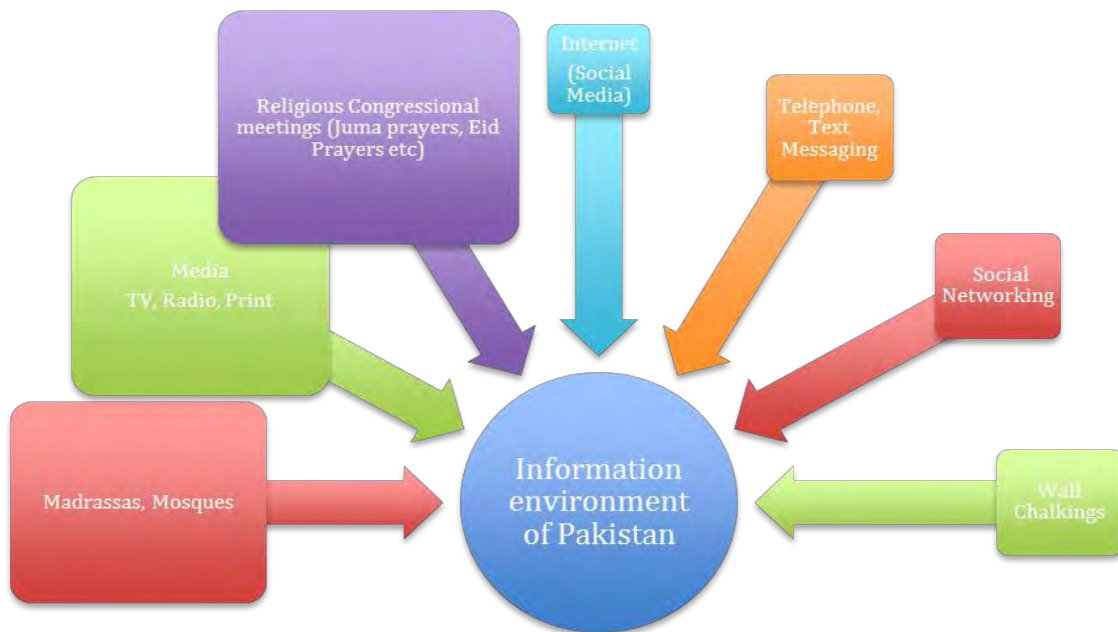 Religious Congressional
meetings (Juma prayers, Eid
Prayers etc)
Internet
(Social
Media)
Telephone,
Text
Messaging
Media
TV, Radio, Print
Social
Networking
Madrassas, Mosques
Information
environment
of Pakistan
Wall
Chalkings